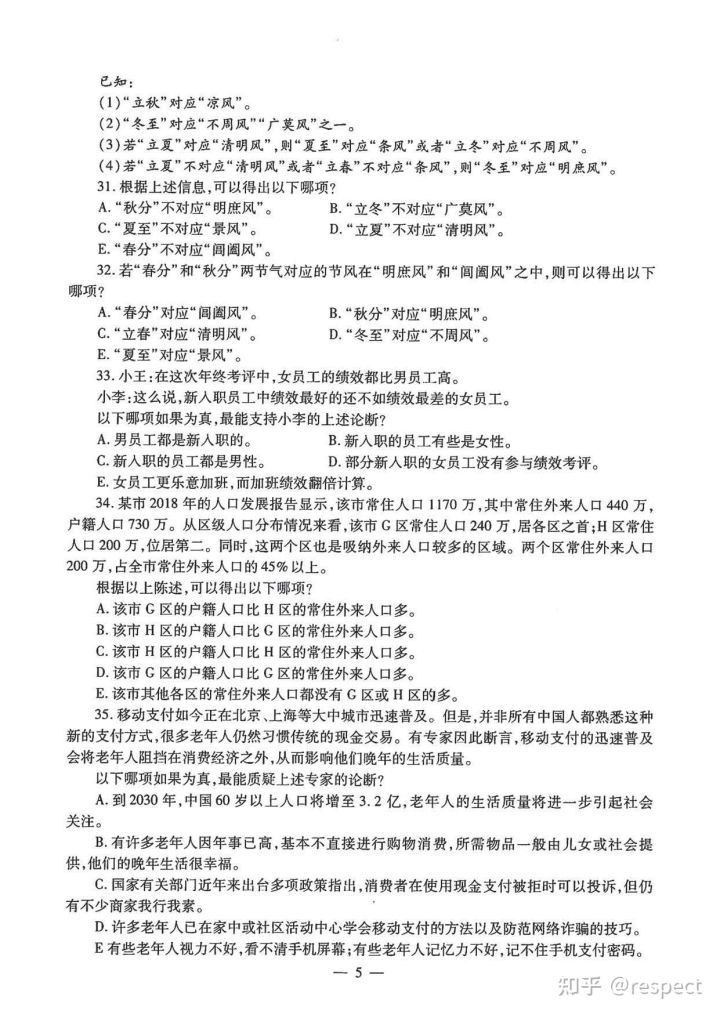 已知:
(1)“立秋”对应“凉风”。
(2)“冬至”对应“不周风”“广莫风”之一。
(3)若“立夏”对应“清明风”,则“夏至”对应“条风”或者“立冬”对应“不周风”。
(4)若“立夏不对应“清明风”或者“立春”不对应“条风”,则“冬至”对应“明庶风”。
31.根据上述信息,可以得出以下哪项?
A.“秋分”不对应“明庶风”。 B.“立冬”不对应“广莫风”。
C.“夏至”不对应“景风”。 D.“立夏”不对应“清明风”。
E.“春分”不对应“阊阖风”。
32.若“春分”和“秋分”两节气对应的节风在“明庶风”和“阊阖风”之中,则可以得出以下
哪项?
A.“春分”对应“阊阖风”。 B.“秋分”对应“明庶风”。
C.“立春”对应“清明风”。 D.“冬至”对应“不周风”。
E.“夏至”对应“景风”。
33.小王:在这次年终考评中,女员工的绩效都比男员工高。
小李:这么说,新入职员工中绩效最好的还不如绩效最差的女员工。
以下哪项如果为真,最能支持小李的上述论断?
A.男员工都是新入职的。 B.新入职的员工有些是女性。
C.新入职的员工都是男性。 D.部分新入职的女员工没有参与绩效考评。
E.女员工更乐意加班,而加班绩效翻倍计算。
34.某市2018年的人口发展报告显示,该市常住人口1170万,其中常住外来人口440万,
户籍人口730万。从区级人口分布情况来看,该市G区常住人口240万,居各区之首;H区常住
人口200万,位居第二。同时,这两个区也是吸纳外来人口较多的区域。两个区常住外来人口
200万,占全市常住外来人口的45%以上。
根据以上陈述,可以得出以下哪项?
A.该市G区的户籍人口比H区的常住外来人口多。
B.该市H区的户籍人口比G区的常住外来人口多。
C.该市H区的户籍人口比H区的常住外来人口多。
D.该市G区的户籍人口比G区的常住外来人口多。
E.该市其他各区的常住外来人口都没有G区或H区的多。
35.移动支付如今正在北京、上海等大中城市迅速普及。但是,并非所有中国人都熟悉这种
新的支付方式,很多老年人仍然习惯传统的现金交易。有专家因此断言,移动支付的迅速普及
会将老年人阻挡在消费经济之外,从而影响他们晚年的生活质量。
以下哪项如果为真,最能质疑上述专家的论断?
A.到2030年,中国60岁以上人口将增至3.2亿,老年人的生活质量将进一步引起社会
关注。
B.有许多老年人因年事已高,基本不直接进行购物消费,所需物品一般由儿女或社会提
供,他们的晚年生活很幸福。
C.国家有关部门近年来出台多项政策指出,消费者在使用现金支付被拒时可以投诉,但仍
有不少商家我行我素。
D.许多老年人已在家中或社区活动中心学会移动支付的方法以及防范网络诈骗的技巧。
E有些老年人视力不好,看不清手机屏幕;有些老年人记忆力不好,记不住手机支付密码。
— 5 —
知乎 @respect